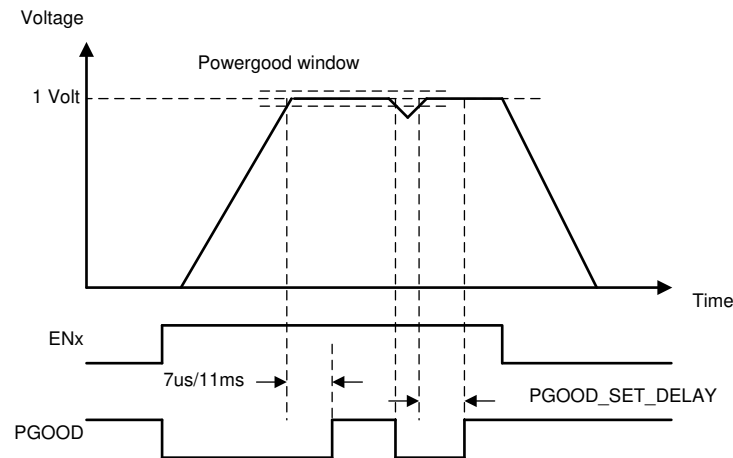 Voltage
Powergood window
1 Volt
Time
ENx
7us/11ms
PGOOD_SET_DELAY
PGOOD